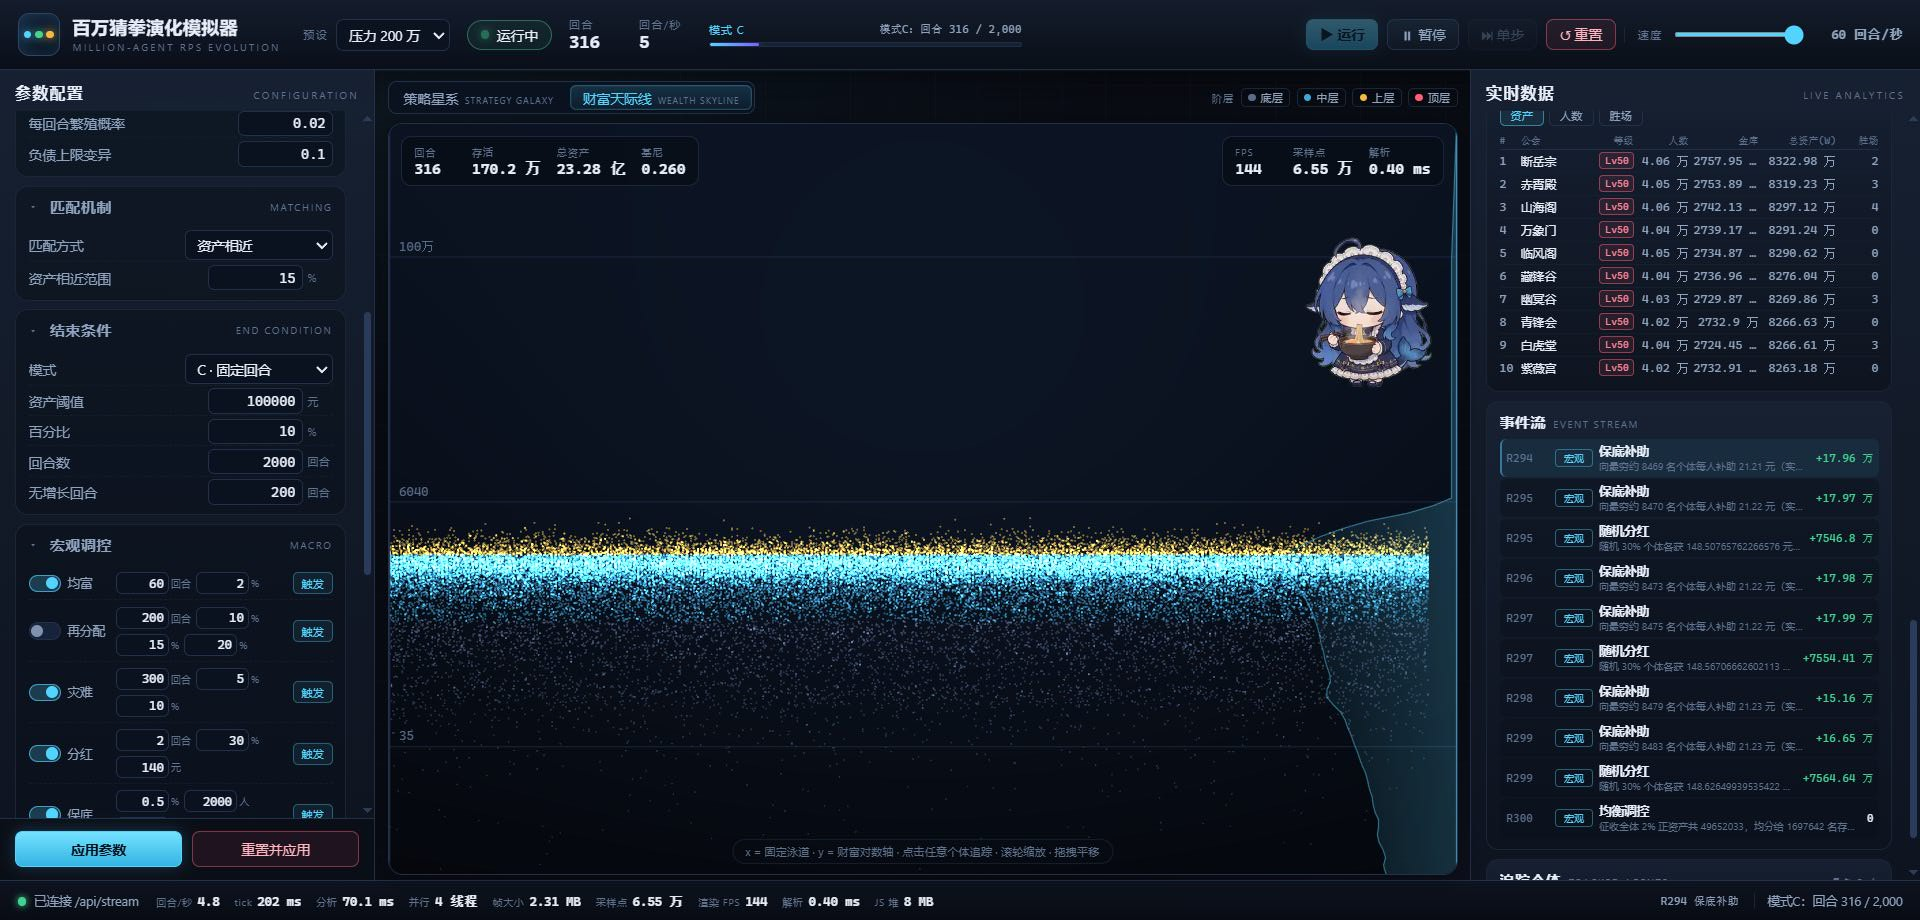 百万猜拳演化模拟器
MILLION-AGENT RPS EVOLUTION
预设 压力 200 万
运行中
回合 316
回合/秒 5
模式 C 模式C: 回合 316 / 2,000
▶ 运行
⏸ 暂停
⏭ 单步
↺ 重置
速度 60 回合/秒
参数配置 CONFIGURATION
每回合繁殖概率 0.02
负债上限变异 0.1
匹配机制 MATCHING
匹配方式 资产相近
资产相近范围 15 %
结束条件 END CONDITION
模式 C · 固定回合
资产阈值 100000 元
百分比 10 %
回合数 2000 回合
无增长回合 200 回合
宏观调控 MACRO
均富 60 回合 2 % 触发
再分配 200 回合 10 % 触发
15 % 20 %
灾难 300 回合 5 % 触发
10 %
分红 2 回合 30 % 触发
140 元
保底 0.5 % 2000 人 触发
应用参数
重置并应用
策略星系 STRATEGY GALAXY
财富天际线 WEALTH SKYLINE
阶层 底层 中层 上层 顶层
回合 存活 总资产 基尼
316 170.2 万 23.28 亿 0.260
FPS 采样点 解析
144 6.55 万 0.40 ms
100万
6040
35
x = 固定泳道 · y = 财富对数轴 · 点击任意个体追踪 · 滚轮缩放 · 拖拽平移
实时数据 LIVE ANALYTICS
资产 人数 胜场
# 公会 等级 人数 金库 总资产(W) 胜场
1 断岳宗 Lv50 4.06 万 2757.95 … 8322.98 万 2
2 赤霄殿 Lv50 4.05 万 2753.89 … 8319.23 万 3
3 山海阁 Lv50 4.06 万 2742.13 … 8297.12 万 4
4 万象门 Lv50 4.04 万 2739.17 … 8291.24 万 0
5 临风阁 Lv50 4.05 万 2734.87 … 8290.62 万 0
6 藏锋谷 Lv50 4.04 万 2736.96 … 8276.04 万 0
7 幽冥谷 Lv50 4.03 万 2729.87 … 8269.86 万 3
8 青锋会 Lv50 4.02 万 2732.9 万 8266.63 万 0
9 白虎堂 Lv50 4.04 万 2724.45 … 8266.61 万 3
10 紫薇宫 Lv50 4.02 万 2732.91 … 8263.18 万 0
事件流 EVENT STREAM
R294 宏观 保底补助 +17.96 万
向最穷约 8469 名个体每人补助 21.21 元（实…
R295 宏观 保底补助 +17.97 万
向最穷约 8470 名个体每人补助 21.22 元（实…
R295 宏观 随机分红 +7546.8 万
随机 30% 个体各获 148.50765762266576 元…
R296 宏观 保底补助 +17.98 万
向最穷约 8473 名个体每人补助 21.22 元（实…
R297 宏观 保底补助 +17.99 万
向最穷约 8475 名个体每人补助 21.22 元（实…
R297 宏观 随机分红 +7554.41 万
随机 30% 个体各获 148.56706662602113 …
R298 宏观 保底补助 +15.16 万
向最穷约 8479 名个体每人补助 21.23 元（实…
R299 宏观 保底补助 +16.65 万
向最穷约 8483 名个体每人补助 21.23 元（实…
R299 宏观 随机分红 +7564.64 万
随机 30% 个体各获 148.62649939535422 …
R300 宏观 均衡调控 0
征收全体 2% 正资产共 49652033，均分给 1697642 名存…
已连接 /api/stream 回合/秒 4.8 tick 202 ms 分析 70.1 ms 并行 4 线程 帧大小 2.31 MB 采样点 6.55 万 渲染 FPS 144 解析 0.40 ms JS 堆 8 MB
R294 保底补助 模式C: 回合 316 / 2,000